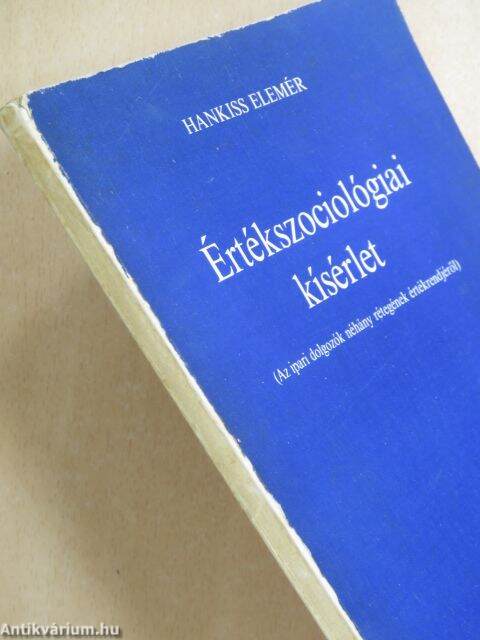 HANKISS ELEMÉR
Értékszociológiai
kísérlet
(Az ipari dolgozók néhány rétegének értékrendjéről)
Antikvárium.hu